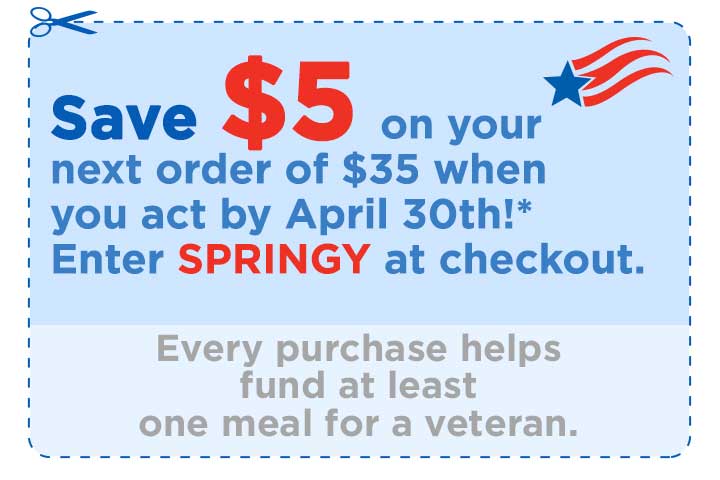 Save $5 on your
next order of $35 when
you act by April 30th!*
Enter SPRINGY at checkout.
Every purchase helps
fund at least
one meal for a veteran.